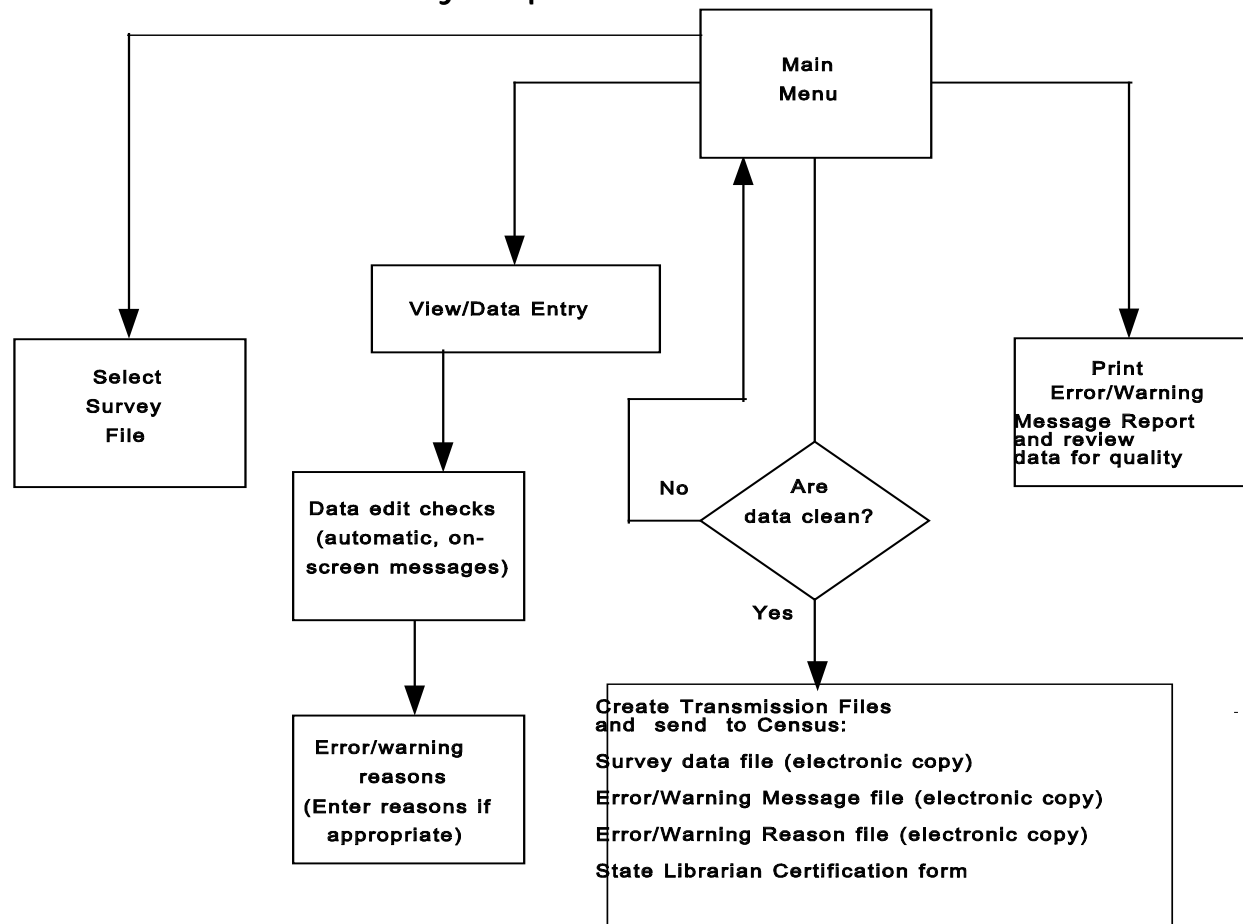 Main
Menu
View/Data Entry
Select
Survey
File
Print
Error/Warning
Message Report
and review
data for quality
No
Are
data clean?
Data edit checks
(automatic, on-
screen messages)
Yes
Error/warning
reasons
(Enter reasons if
appropriate)
Create Transmission Files
and send to Census:
Survey data file (electronic copy)
Error/Warning Message file (electronic copy)
Error/Warning Reason file (electronic copy)
State Librarian Certification form